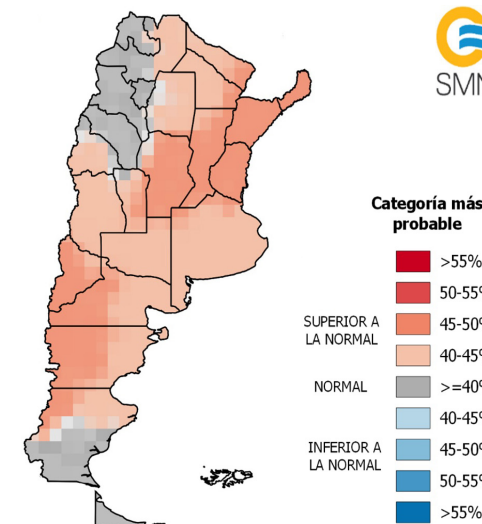 SMN
Categoría más
probable
>55%
50-55%
SUPERIOR A
LA NORMAL
45-50%
40-45%
NORMAL
>=40%
40-45%
INFERIOR A
LA NORMAL
45-50%
50-55%
>55%